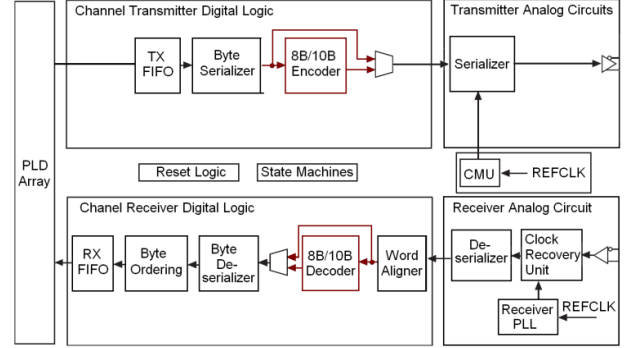 Channel Transmitter Digital Logic
Transmitter Analog Circuits
TX
FIFO
Byte
Serializer
8B/10B
Encoder
Serializer
PLD
Array
Reset Logic
State Machines
CMU
REFCLK
Chanel Receiver Digital Logic
Receiver Analog Circuit
RX
FIFO
Byte
Ordering
Byte
De-
serializer
8B/10B
Decoder
Word
Aligner
De-
serializer
Clock
Recovery
Unit
Receiver
PLL
REFCLK